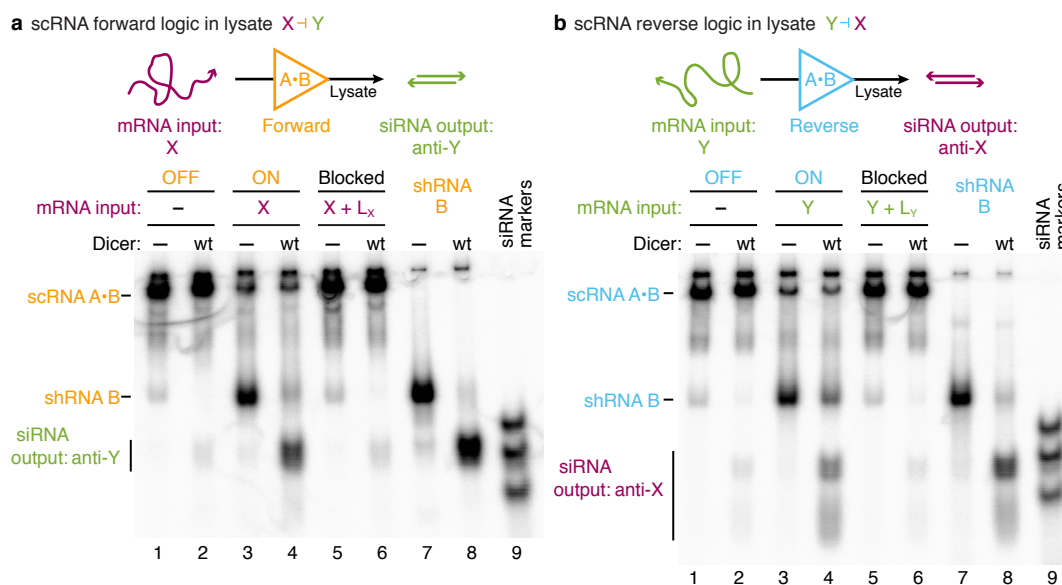 a scRNA forward logic in lysate X ⊣ Y
A•B
Lysate
mRNA input:
X
Forward
siRNA output:
anti-Y
OFF ON Blocked shRNA B siRNA markers
mRNA input: – X X + LX
Dicer: – wt – wt – wt – wt
scRNA A•B
shRNA B
siRNA
output: anti-Y
1 2 3 4 5 6 7 8 9
b scRNA reverse logic in lysate Y ⊣ X
A•B
Lysate
mRNA input:
Y
Reverse
siRNA output:
anti-X
OFF ON Blocked shRNA B siRNA markers
mRNA input: – Y Y + LY
Dicer: – wt – wt – wt – wt
scRNA A•B
shRNA B
siRNA
output: anti-X
1 2 3 4 5 6 7 8 9